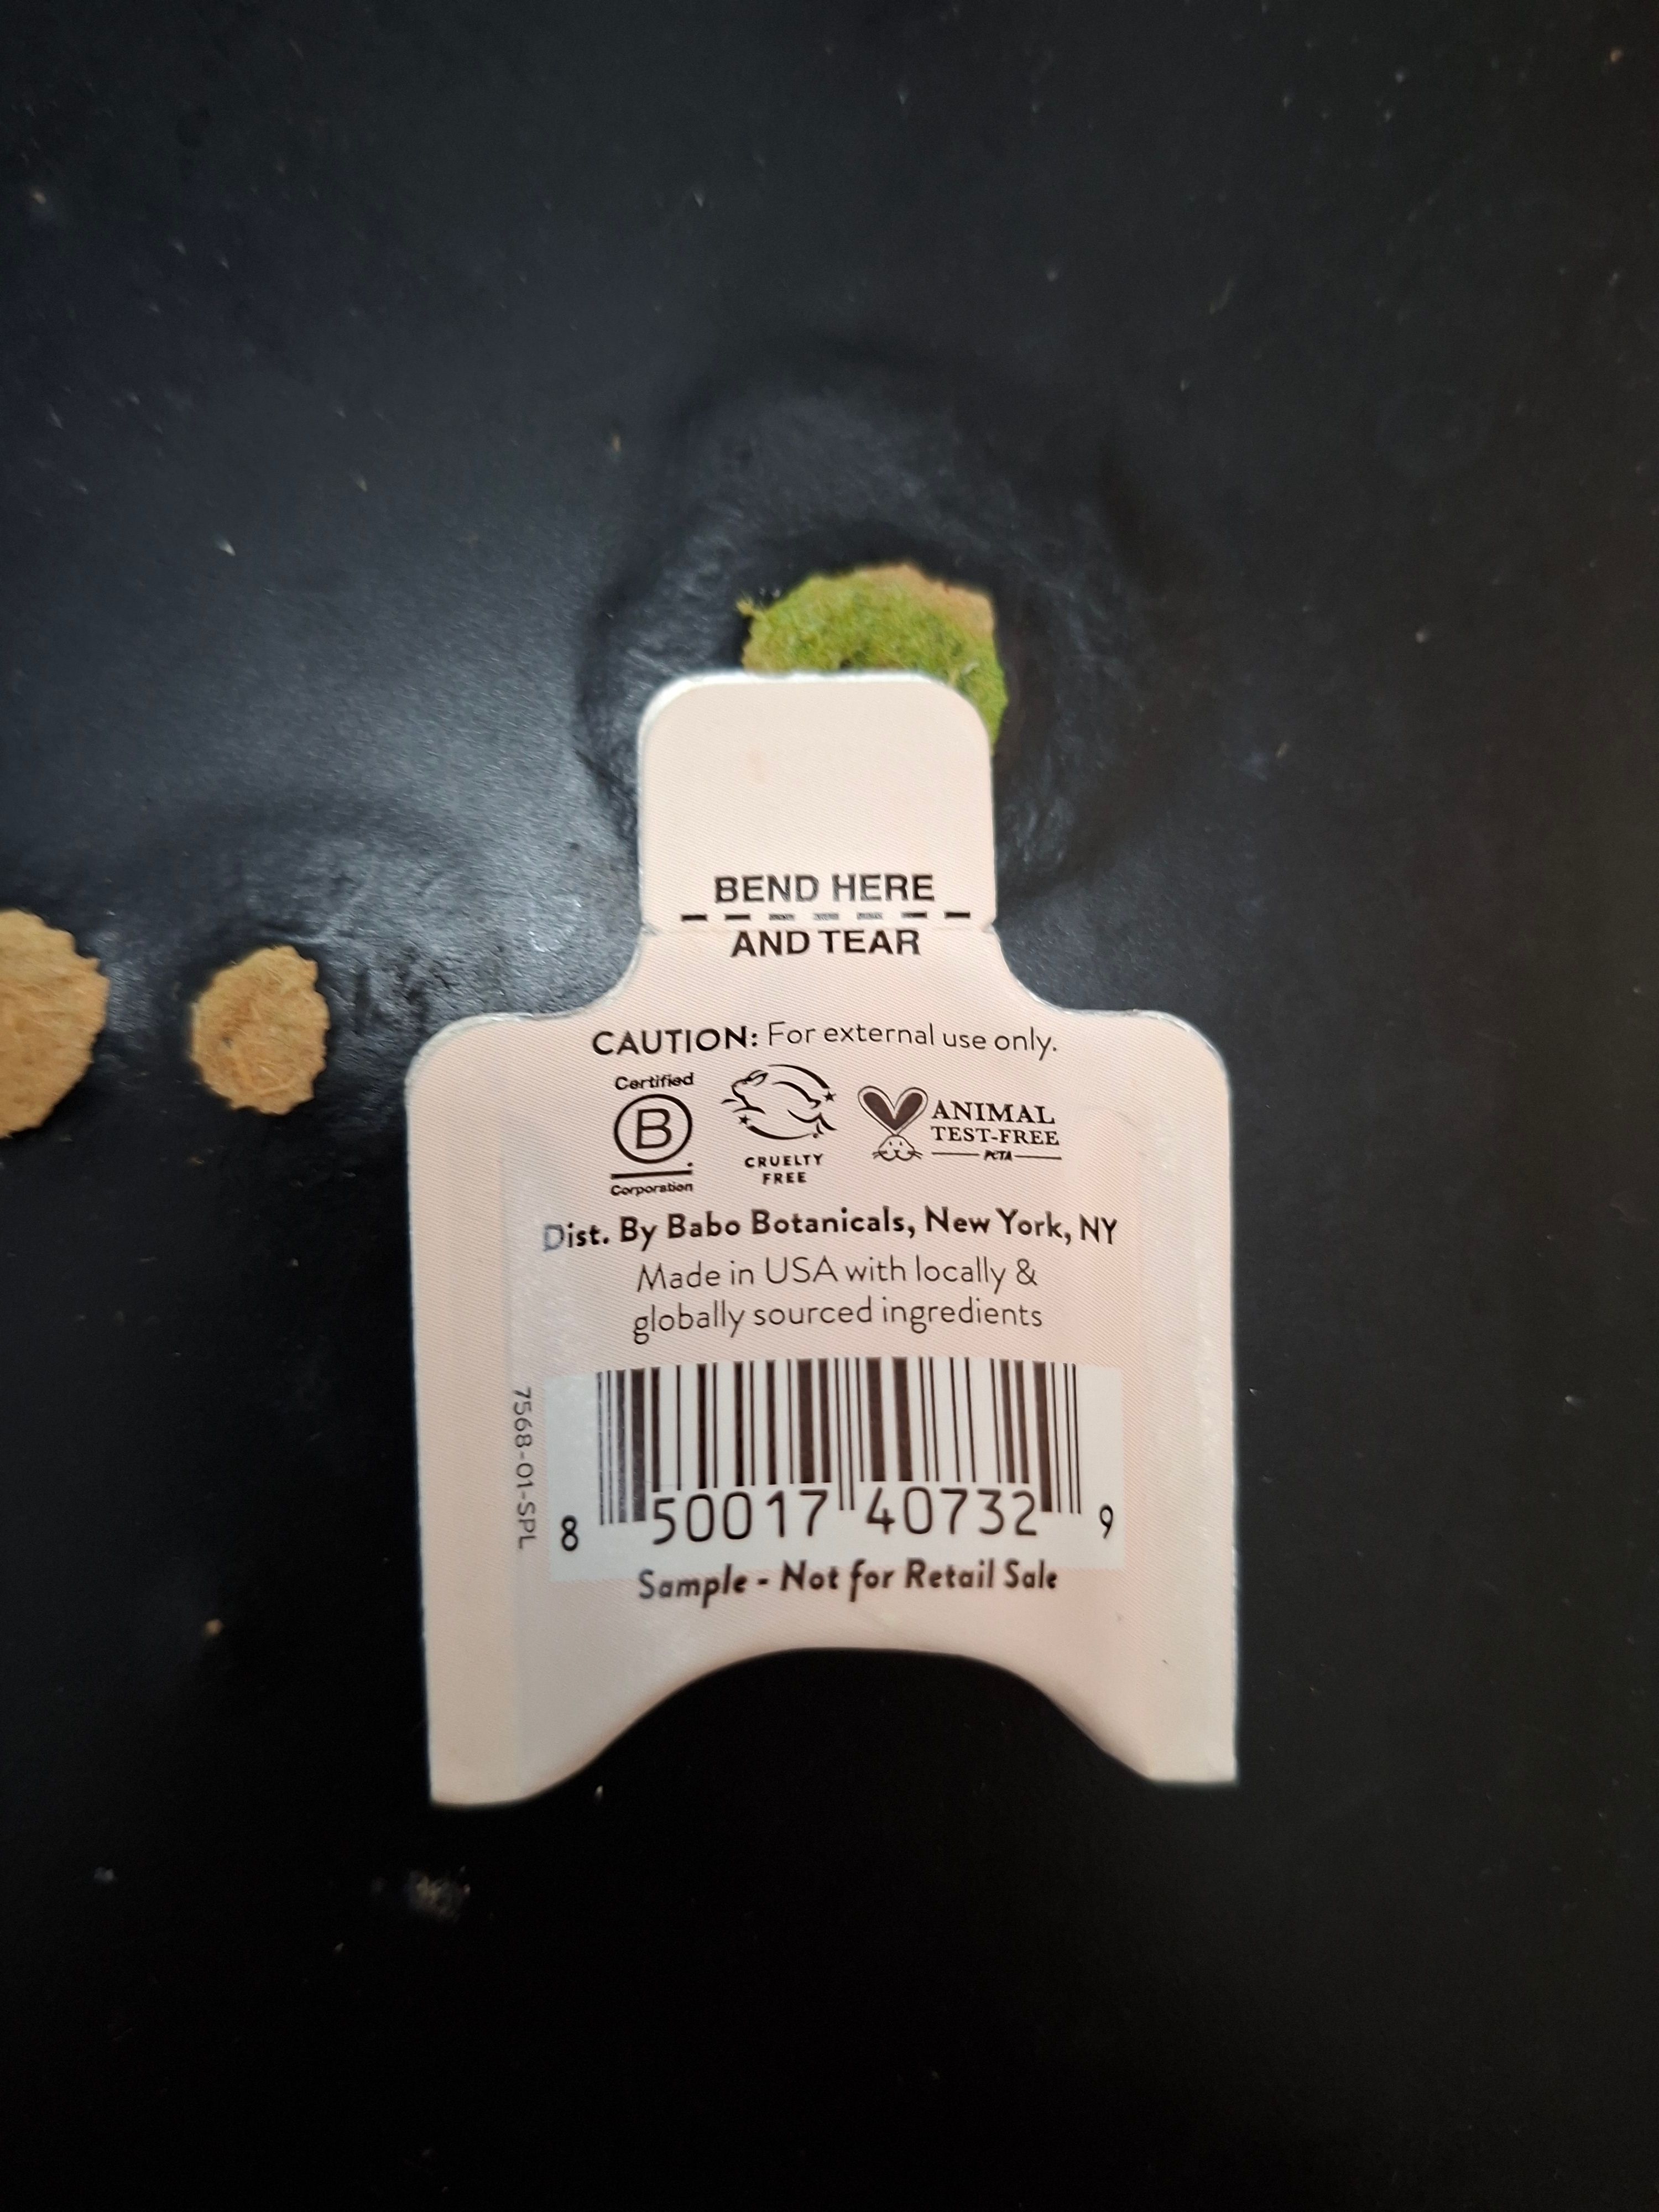 BEND HERE
AND TEAR
CAUTION: For external use only.
Certified
B
Corporation
CRUELTY
FREE
ANIMAL
TEST-FREE
PETA
Dist. By Babo Botanicals, New York, NY
Made in USA with locally &
globally sourced ingredients
7568-01-SPL
8 50017 40732 9
Sample - Not for Retail Sale